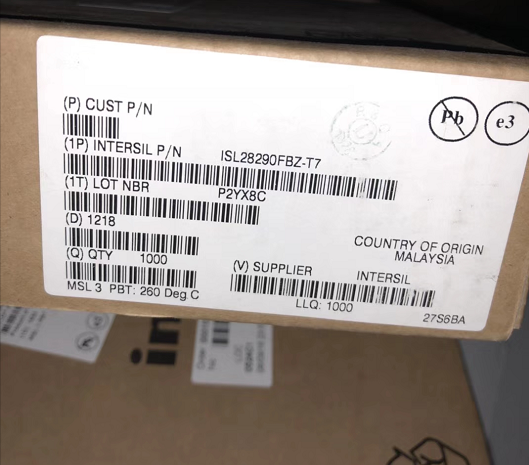 (P) CUST P/N
Pb
e3
(1P) INTERSIL P/N ISL28290FBZ-T7
(1T) LOT NBR P2YX8C
(D) 1218
(Q) QTY 1000
COUNTRY OF ORIGIN
MALAYSIA
(V) SUPPLIER INTERSIL
MSL 3 PBT: 260 Deg C
LLQ: 1000
27S6BA
in